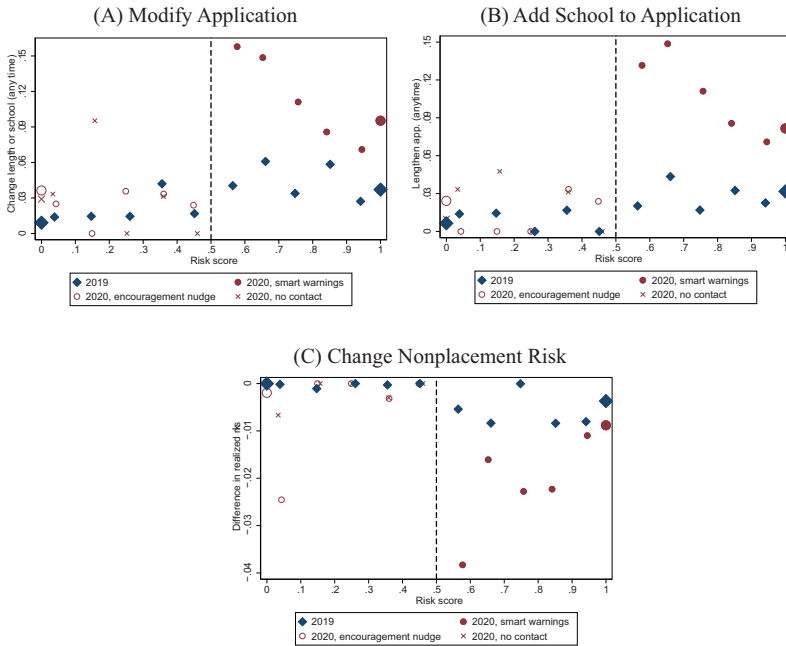 (A) Modify Application
Change length or school (any time)
0 .03 .06 .09 .12 .15
0 .1 .2 .3 .4 .5 .6 .7 .8 .9 1
Risk score
2019 2020, smart warnings
2020, encouragement nudge 2020, no contact
(B) Add School to Application
Lengthen app. (anytime)
0 .03 .06 .09 .12 .15
0 .1 .2 .3 .4 .5 .6 .7 .8 .9 1
Risk score
2019 2020, smart warnings
2020, encouragement nudge 2020, no contact
(C) Change Nonplacement Risk
Difference in realized
-.04 -.03 -.02 -.01 0
0 .1 .2 .3 .4 .5 .6 .7 .8 .9 1
Risk score
2019 2020, smart warnings
2020, encouragement nudge 2020, no contact